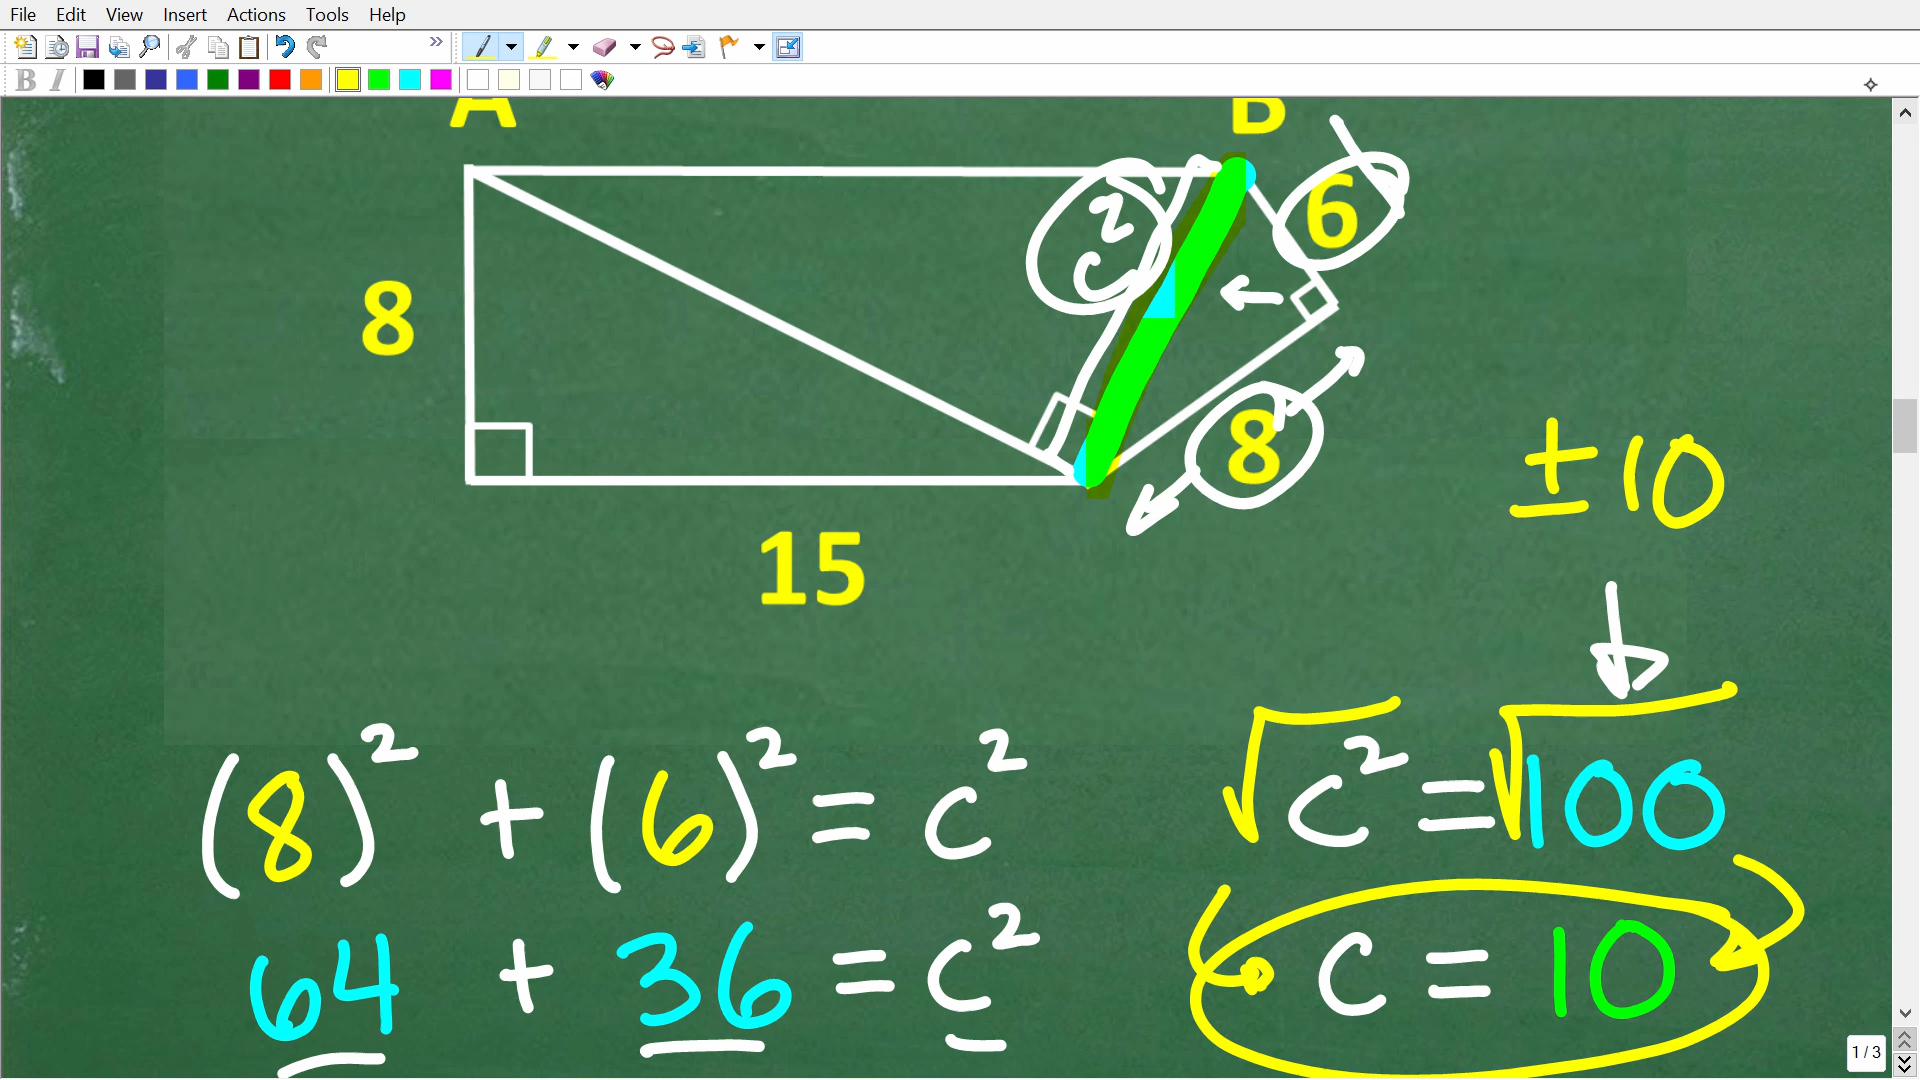 File Edit View Insert Actions Tools Help
B I
A B
6
c²
8
8
± 10
15
(8)² + (6)² = c²
√c² = √100
64 + 36 = c²
c = 10
1 / 3